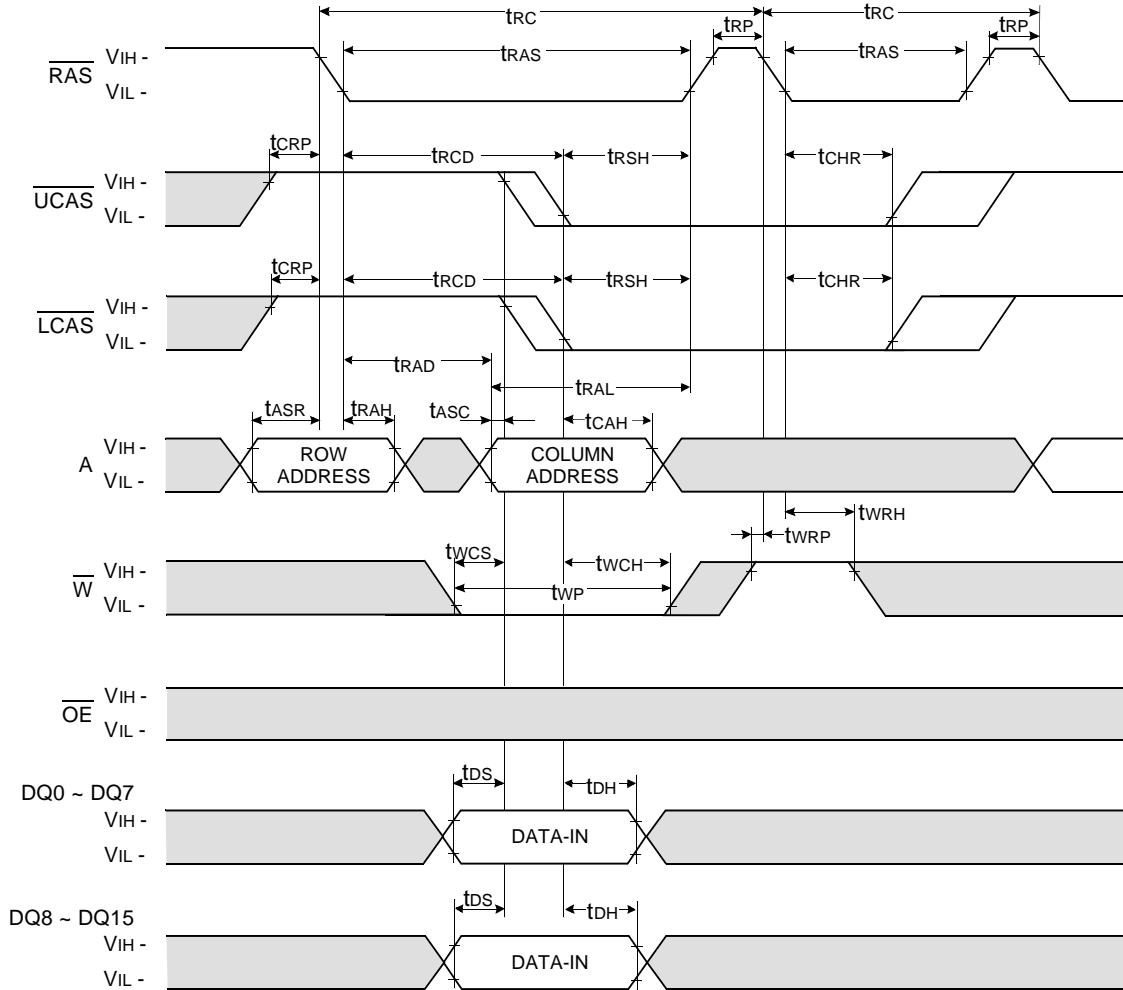 tRC tRC
tRP tRP
RAS VIH - tRAS tRAS
VIL -
tCRP tRCD tRSH tCHR
UCAS VIH -
VIL -
tCRP tRCD tRSH tCHR
LCAS VIH -
VIL -
tRAD
tRAL
tASR tRAH tASC tCAH
A VIH - ROW ADDRESS COLUMN ADDRESS
VIL -
tWRH
tWRP
tWCS tWCH
W VIH -
tWP
VIL -
OE VIH -
VIL -
tDS tDH
DQ0 ~ DQ7
VIH -
DATA-IN
VIL -
tDS tDH
DQ8 ~ DQ15
VIH -
DATA-IN
VIL -